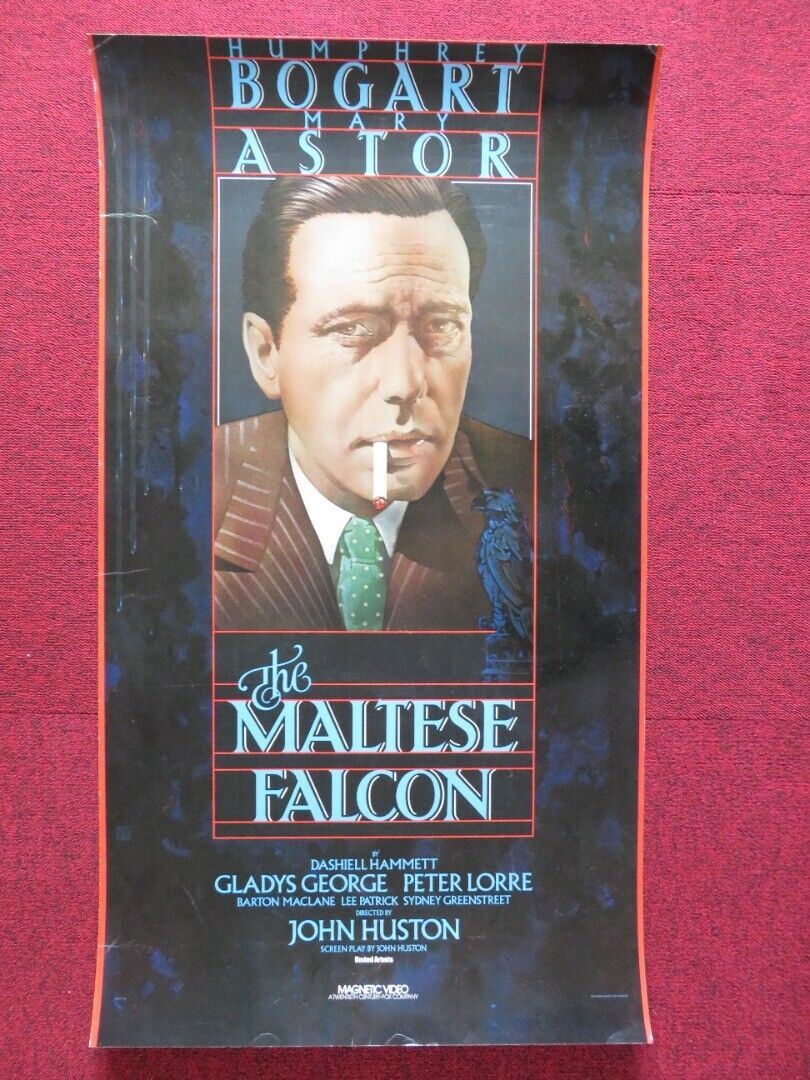 HUMPHREY
BOGART
MARY
ASTOR
The
MALTESE
FALCON
BY
DASHIELL HAMMETT
GLADYS GEORGE PETER LORRE
BARTON MACLANE LEE PATRICK SYDNEY GREENSTREET
DIRECTED BY
JOHN HUSTON
SCREEN PLAY BY JOHN HUSTON
United Artists
MAGNETIC VIDEO
A TWENTIETH CENTURY-FOX COMPANY